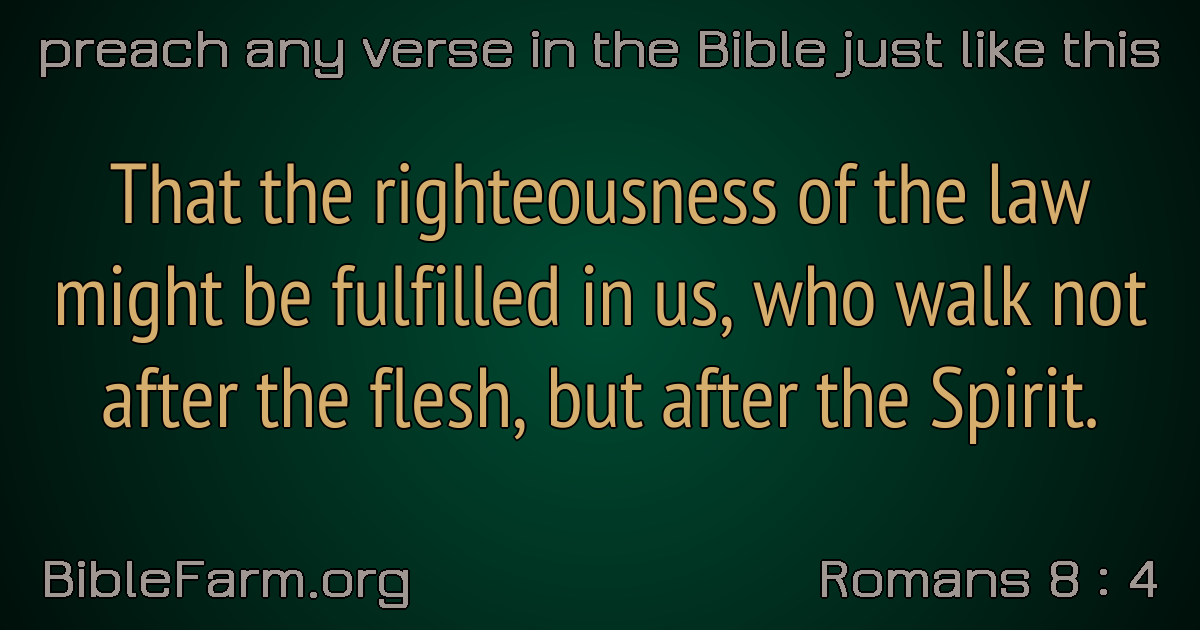 preach any verse in the Bible just like this
That the righteousness of the law
might be fulfilled in us, who walk not
after the flesh, but after the Spirit.
BibleFarm.org
Romans 8 : 4